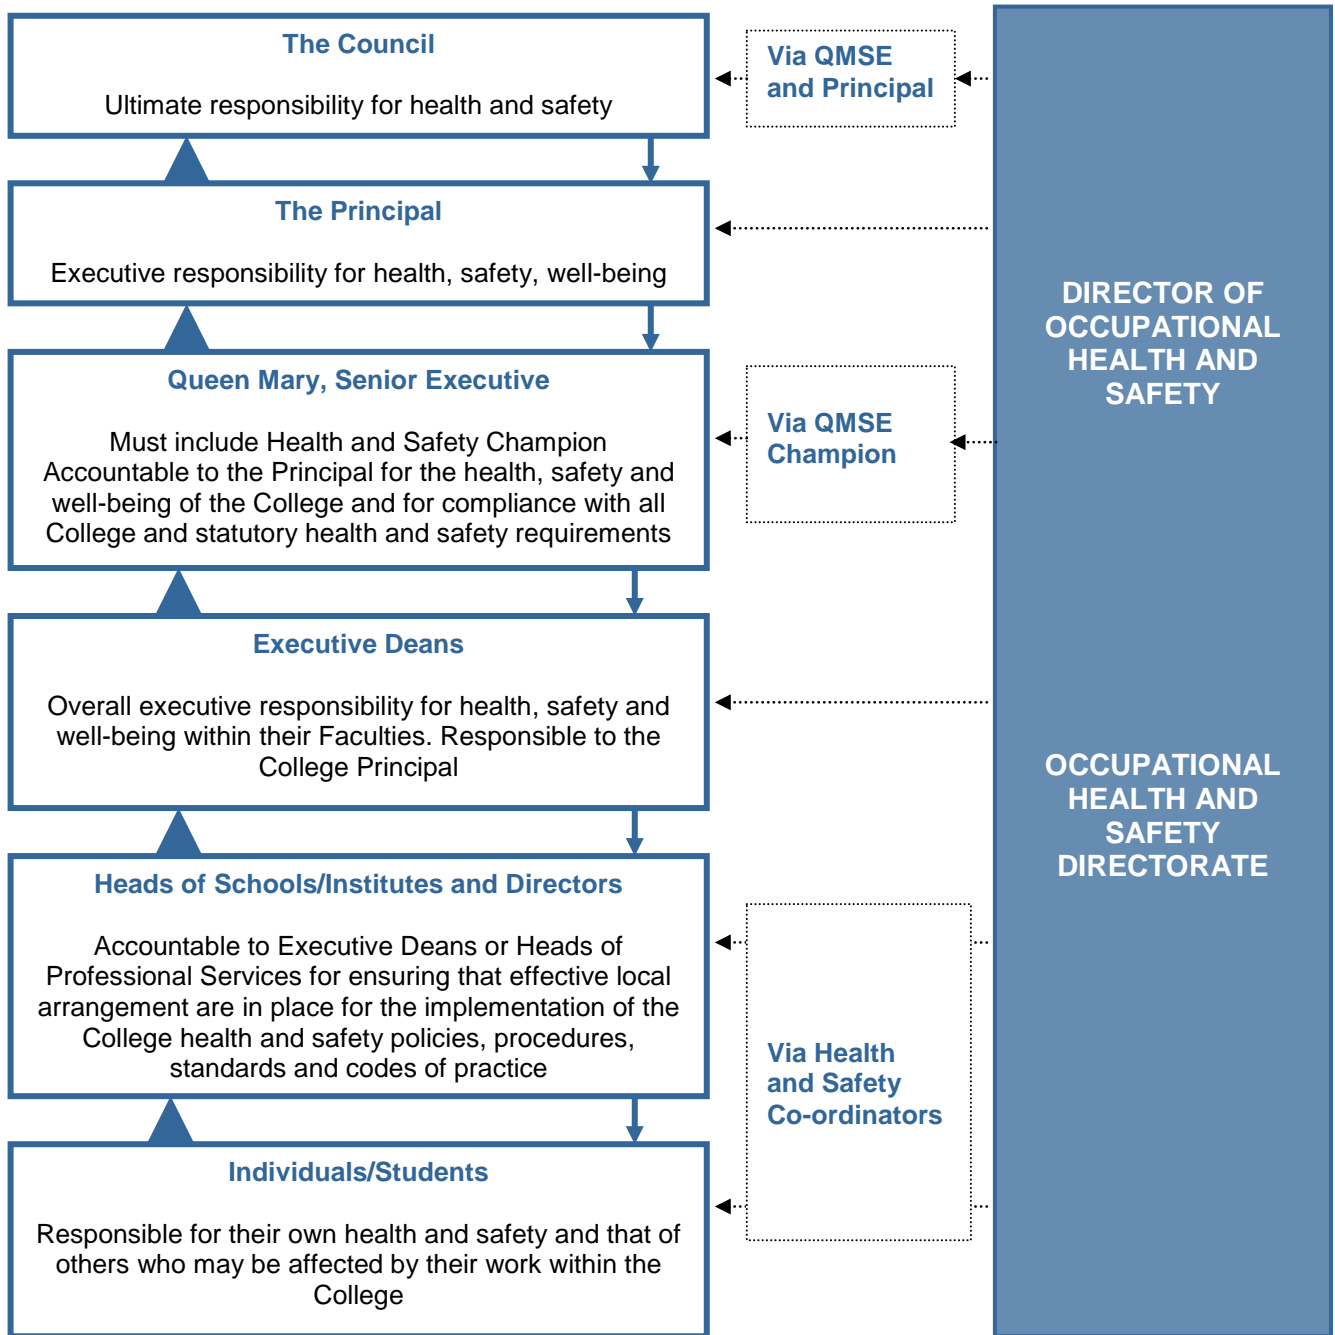 The Council
Ultimate responsibility for health and safety
Via QMSE
and Principal
The Principal
Executive responsibility for health, safety, well-being
Queen Mary, Senior Executive
Must include Health and Safety Champion
Accountable to the Principal for the health, safety and
well-being of the College and for compliance with all
College and statutory health and safety requirements
Via QMSE
Champion
Executive Deans
Overall executive responsibility for health, safety and
well-being within their Faculties. Responsible to the
College Principal
Heads of Schools/Institutes and Directors
Accountable to Executive Deans or Heads of
Professional Services for ensuring that effective local
arrangement are in place for the implementation of the
College health and safety policies, procedures,
standards and codes of practice
Via Health
and Safety
Co-ordinators
Individuals/Students
Responsible for their own health and safety and that of
others who may be affected by their work within the
College
DIRECTOR OF
OCCUPATIONAL
HEALTH AND
SAFETY
OCCUPATIONAL
HEALTH AND
SAFETY
DIRECTORATE